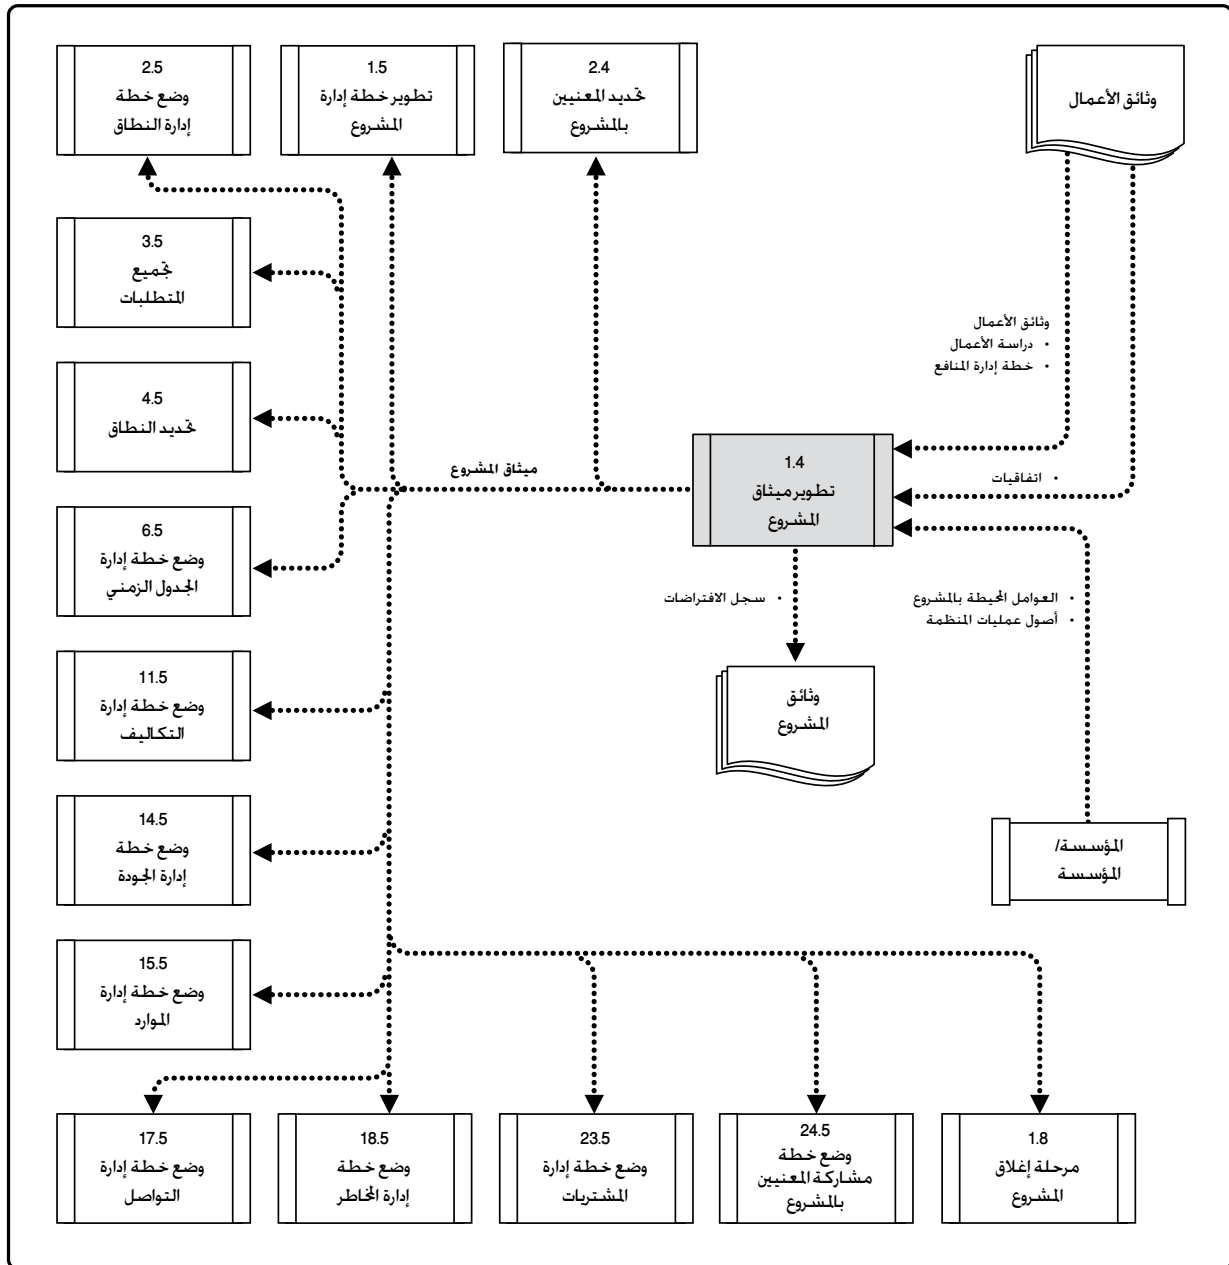 وثائق الأعمال
2.4
تحديد المعنيين
بالمشروع
1.5
تطوير خطة إدارة
المشروع
2.5
وضع خطة
إدارة النطاق
3.5
تجميع
المتطلبات
4.5
تحديد النطاق
6.5
وضع خطة إدارة
الجدول الزمني
11.5
وضع خطة إدارة
التكاليف
14.5
وضع خطة
إدارة الجودة
15.5
وضع خطة إدارة
الموارد
وثائق الأعمال
• دراسة الأعمال
• خطة إدارة المنافع
• اتفاقيات
1.4
تطوير ميثاق
المشروع
ميثاق المشروع
• العوامل المحيطة بالمشروع
• أصول عمليات المنظمة
• سجل الافتراضات
وثائق
المشروع
المؤسسة/
المؤسسة
1.8
مرحلة إغلاق
المشروع
24.5
وضع خطة
مشاركة المعنيين
بالمشروع
23.5
وضع خطة إدارة
المشتريات
18.5
وضع خطة
إدارة المخاطر
17.5
وضع خطة إدارة
التواصل